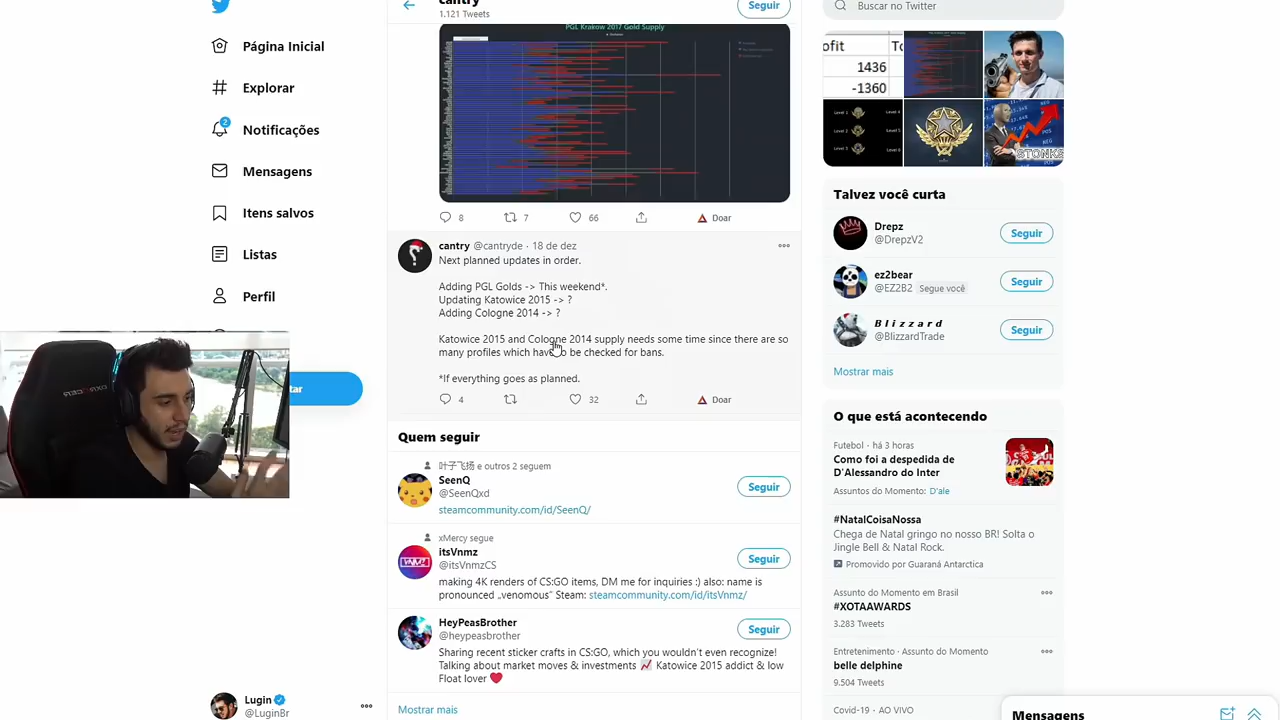 Página Inicial
Explorar
2
Notificações
Mensagens
Itens salvos
Listas
Perfil
Lugin
@LuginBr
cantry
1.121 Tweets
Seguir
PGL Krakow 2017 Gold Supply
8 7 66 Doar
cantry @cantryde · 18 de dez
Next planned updates in order.
Adding PGL Golds -> This weekend*.
Updating Katowice 2015 -> ?
Adding Cologne 2014 -> ?
Katowice 2015 and Cologne 2014 supply needs some time since there are so
many profiles which have to be checked for bans.
*If everything goes as planned.
4 32 Doar
Quem seguir
叶子飞扬 e outros 2 seguem
SeenQ
@SeenQxd
Seguir
steamcommunity.com/id/SeenQ/
xMercy segue
itsVnmz
@itsVnmzCS
Seguir
making 4K renders of CS:GO items, DM me for inquiries :) also: name is
pronounced „venomous" Steam: steamcommunity.com/id/itsVnmz/
HeyPeasBrother
@heypeasbrother
Seguir
Sharing recent sticker crafts in CS:GO, which you wouldn't even recognize!
Talking about market moves & investments 📈 Katowice 2015 addict & low
Float lover ❤️
Mostrar mais
Buscar no Twitter
1436
-1360
STONKS
Talvez você curta
Drepz
@DrepzV2
Seguir
ez2bear
@EZ2B2 Segue você
Seguir
𝑩 𝒍 𝒊 𝒛 𝒛 𝒂 𝒓 𝒅
@BlizzardTrade
Seguir
Mostrar mais
O que está acontecendo
Futebol · há 3 horas
Como foi a despedida de
D'Alessandro do Inter
Assuntos do Momento: D'ale
#NatalCoisaNossa
Chega de Natal gringo no nosso BR! Solta o
Jingle Bell & Natal Rock.
Promovido por Guaraná Antarctica
Assunto do Momento em Brasil
#XOTAAWARDS
3.283 Tweets
Entretenimento · Assunto do Momento
belle delphine
9.504 Tweets
Covid-19 · AO VIVO
Mensagens